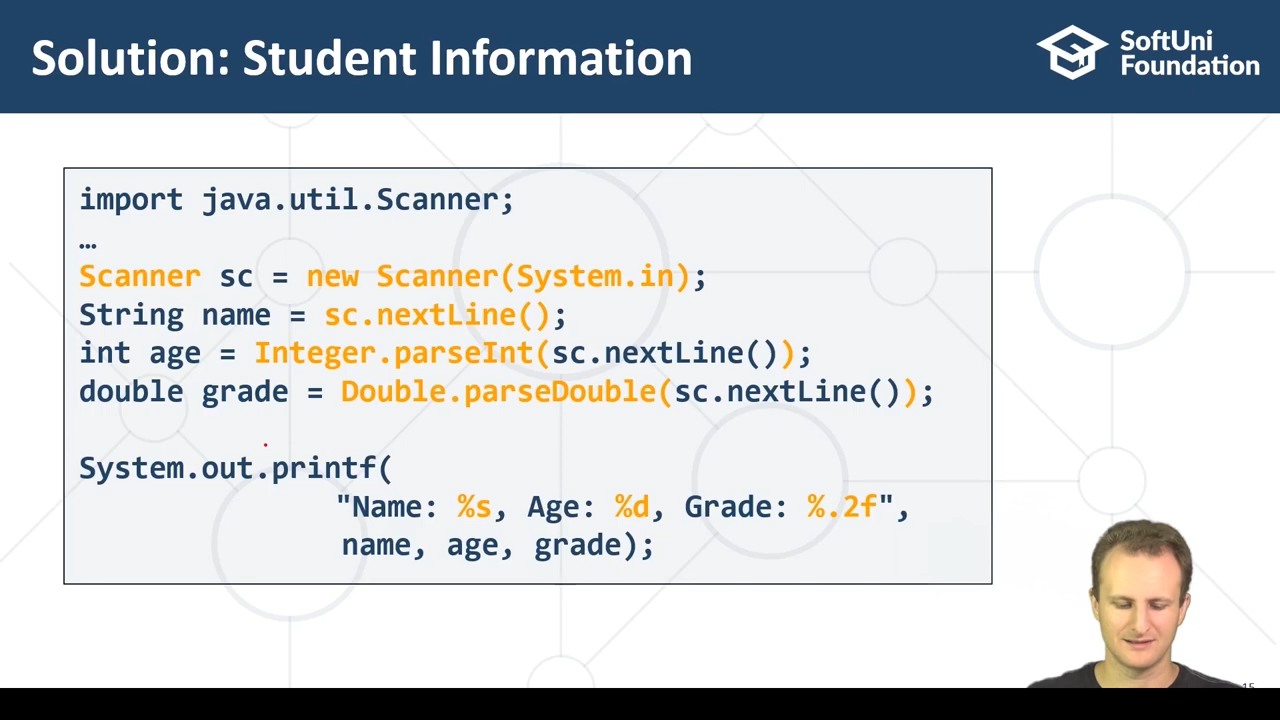 Solution: Student Information
SoftUni
Foundation
import java.util.Scanner;
…
Scanner sc = new Scanner(System.in);
String name = sc.nextLine();
int age = Integer.parseInt(sc.nextLine());
double grade = Double.parseDouble(sc.nextLine());
System.out.printf(
"Name: %s, Age: %d, Grade: %.2f",
name, age, grade);
15